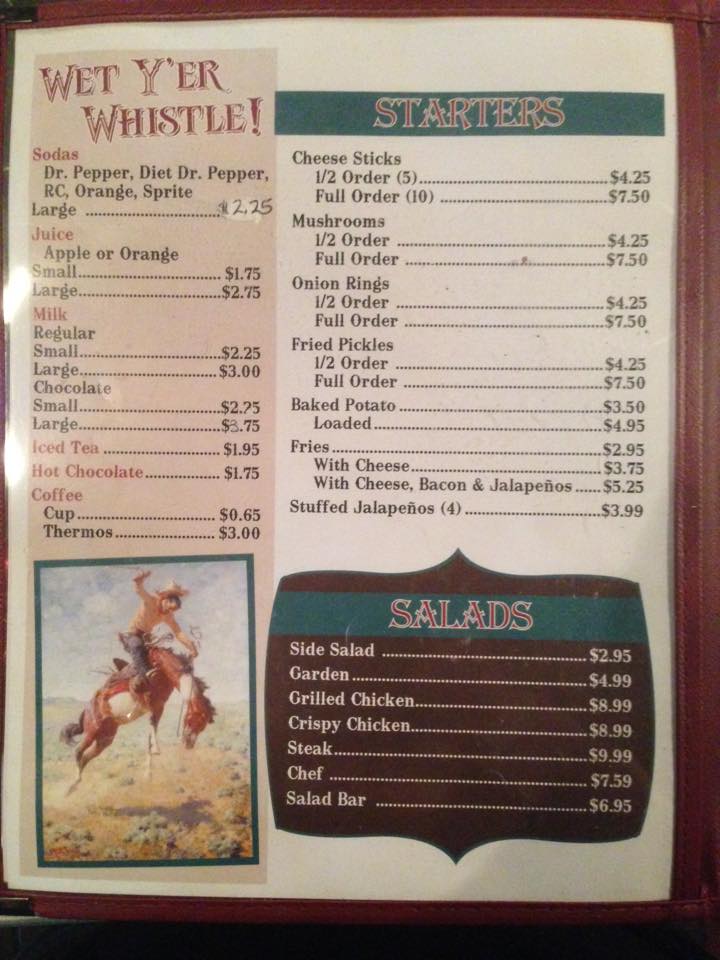 WET Y'ER
WHISTLE!
Sodas
Dr. Pepper, Diet Dr. Pepper,
RC, Orange, Sprite
Large ........................ $2.25
Juice
Apple or Orange
Small........................... $1.75
Large...........................$2.75
Milk
Regular
Small...........................$2.25
Large........................... $3.00
Chocolate
Small...........................$2.75
Large...........................$3.75
Iced Tea ...................... $1.95
Hot Chocolate.............. $1.75
Coffee
Cup........................... $0.65
Thermos................... $3.00
STARTERS
Cheese Sticks
1/2 Order (5)...............................$4.25
Full Order (10) ...........................$7.50
Mushrooms
1/2 Order ...................................$4.25
Full Order ..................................$7.50
Onion Rings
1/2 Order ...................................$4.25
Full Order ..................................$7.50
Fried Pickles
1/2 Order ...................................$4.25
Full Order ..................................$7.50
Baked Potato ..................................$3.50
Loaded.......................................$4.95
Fries...............................................$2.95
With Cheese................................$3.75
With Cheese, Bacon & Jalapeños ......$5.25
Stuffed Jalapeños (4) .......................$3.99
SALADS
Side Salad ...................................$2.95
Garden.........................................$4.99
Grilled Chicken.............................$8.99
Crispy Chicken..............................$8.99
Steak............................................$9.99
Chef .............................................$7.59
Salad Bar .....................................$6.95